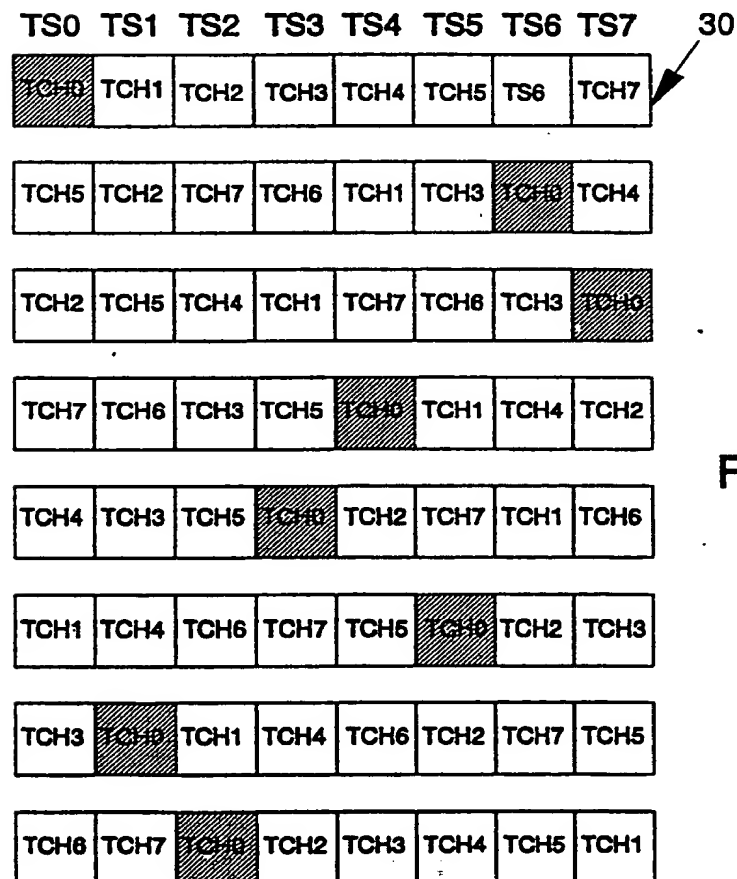 TS0 TS1 TS2 TS3 TS4 TS5 TS6 TS7 30
TCH0 TCH1 TCH2 TCH3 TCH4 TCH5 TS6 TCH7
TCH5 TCH2 TCH7 TCH6 TCH1 TCH3 TCH0 TCH4
TCH2 TCH5 TCH4 TCH1 TCH7 TCH6 TCH3 TCH0
TCH7 TCH6 TCH3 TCH5 TCH0 TCH1 TCH4 TCH2
F
TCH4 TCH3 TCH5 TCH0 TCH2 TCH7 TCH1 TCH6
TCH1 TCH4 TCH6 TCH7 TCH5 TCH0 TCH2 TCH3
TCH3 TCH0 TCH1 TCH4 TCH6 TCH2 TCH7 TCH5
TCH6 TCH7 TCH0 TCH2 TCH3 TCH4 TCH5 TCH1